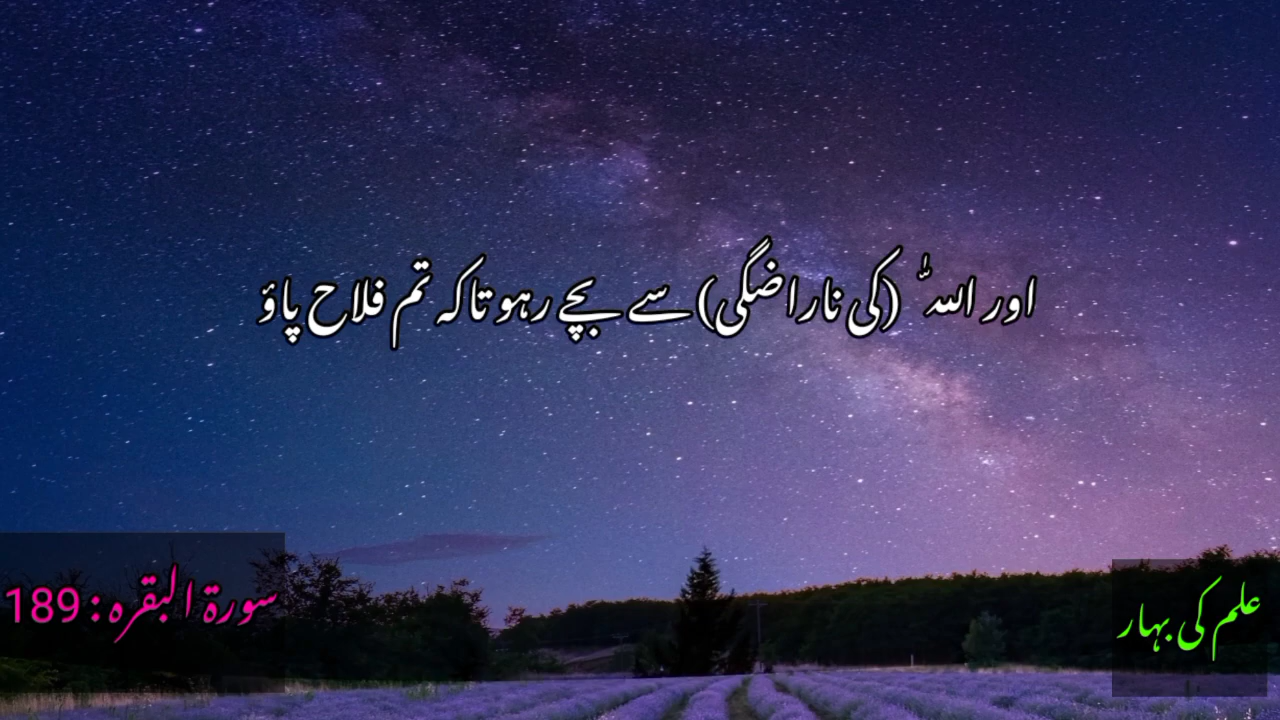 اور اللہ ّٰ (کی ناراضگی) سے بچے رہو تاکہ تم فلاح پاؤ
سورۃ البقرہ : 189
علم کی بہار